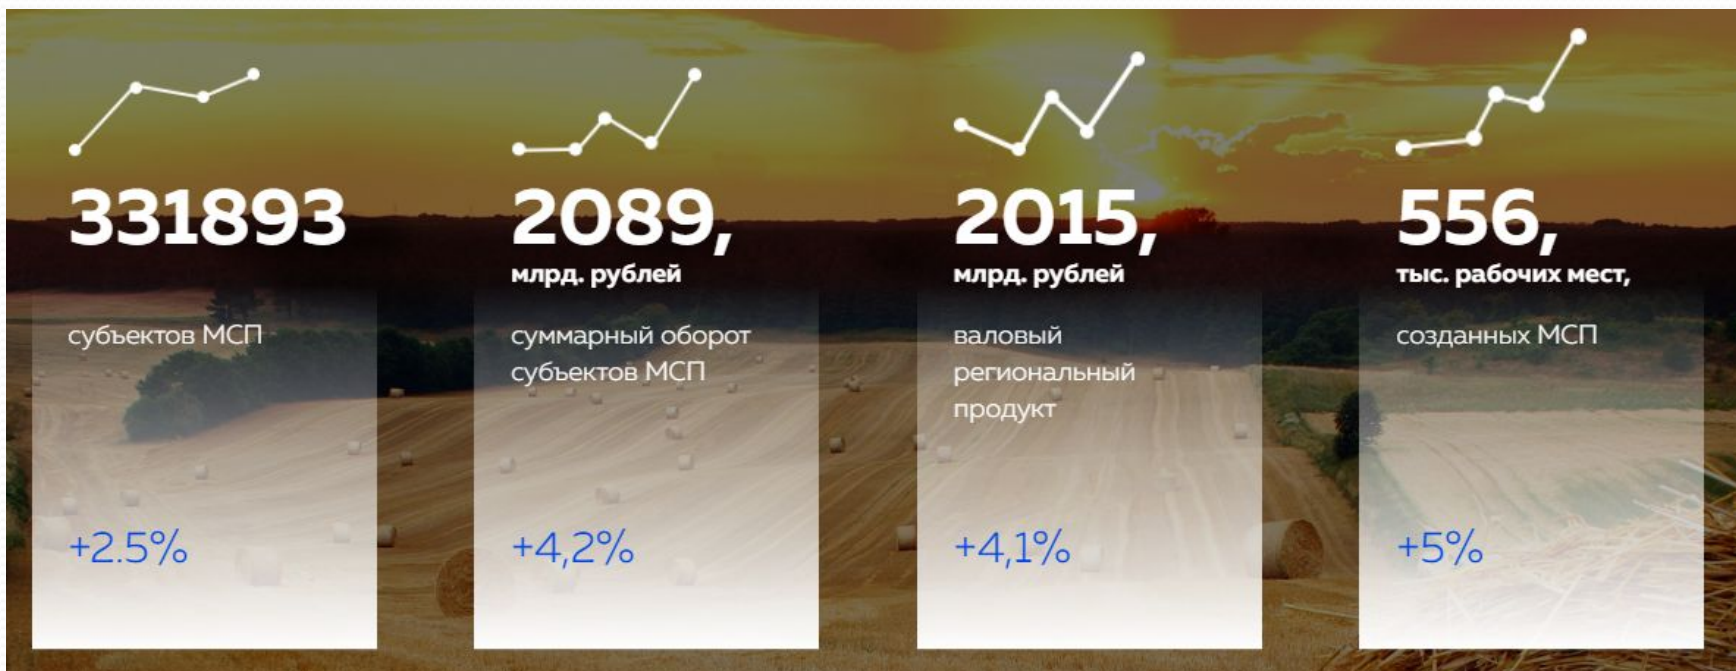 331893
субъектов МСП
+2.5%
2089,
млрд. рублей
суммарный оборот
субъектов МСП
+4,2%
2015,
млрд. рублей
валовый
региональный
продукт
+4,1%
556,
тыс. рабочих мест,
созданных МСП
+5%